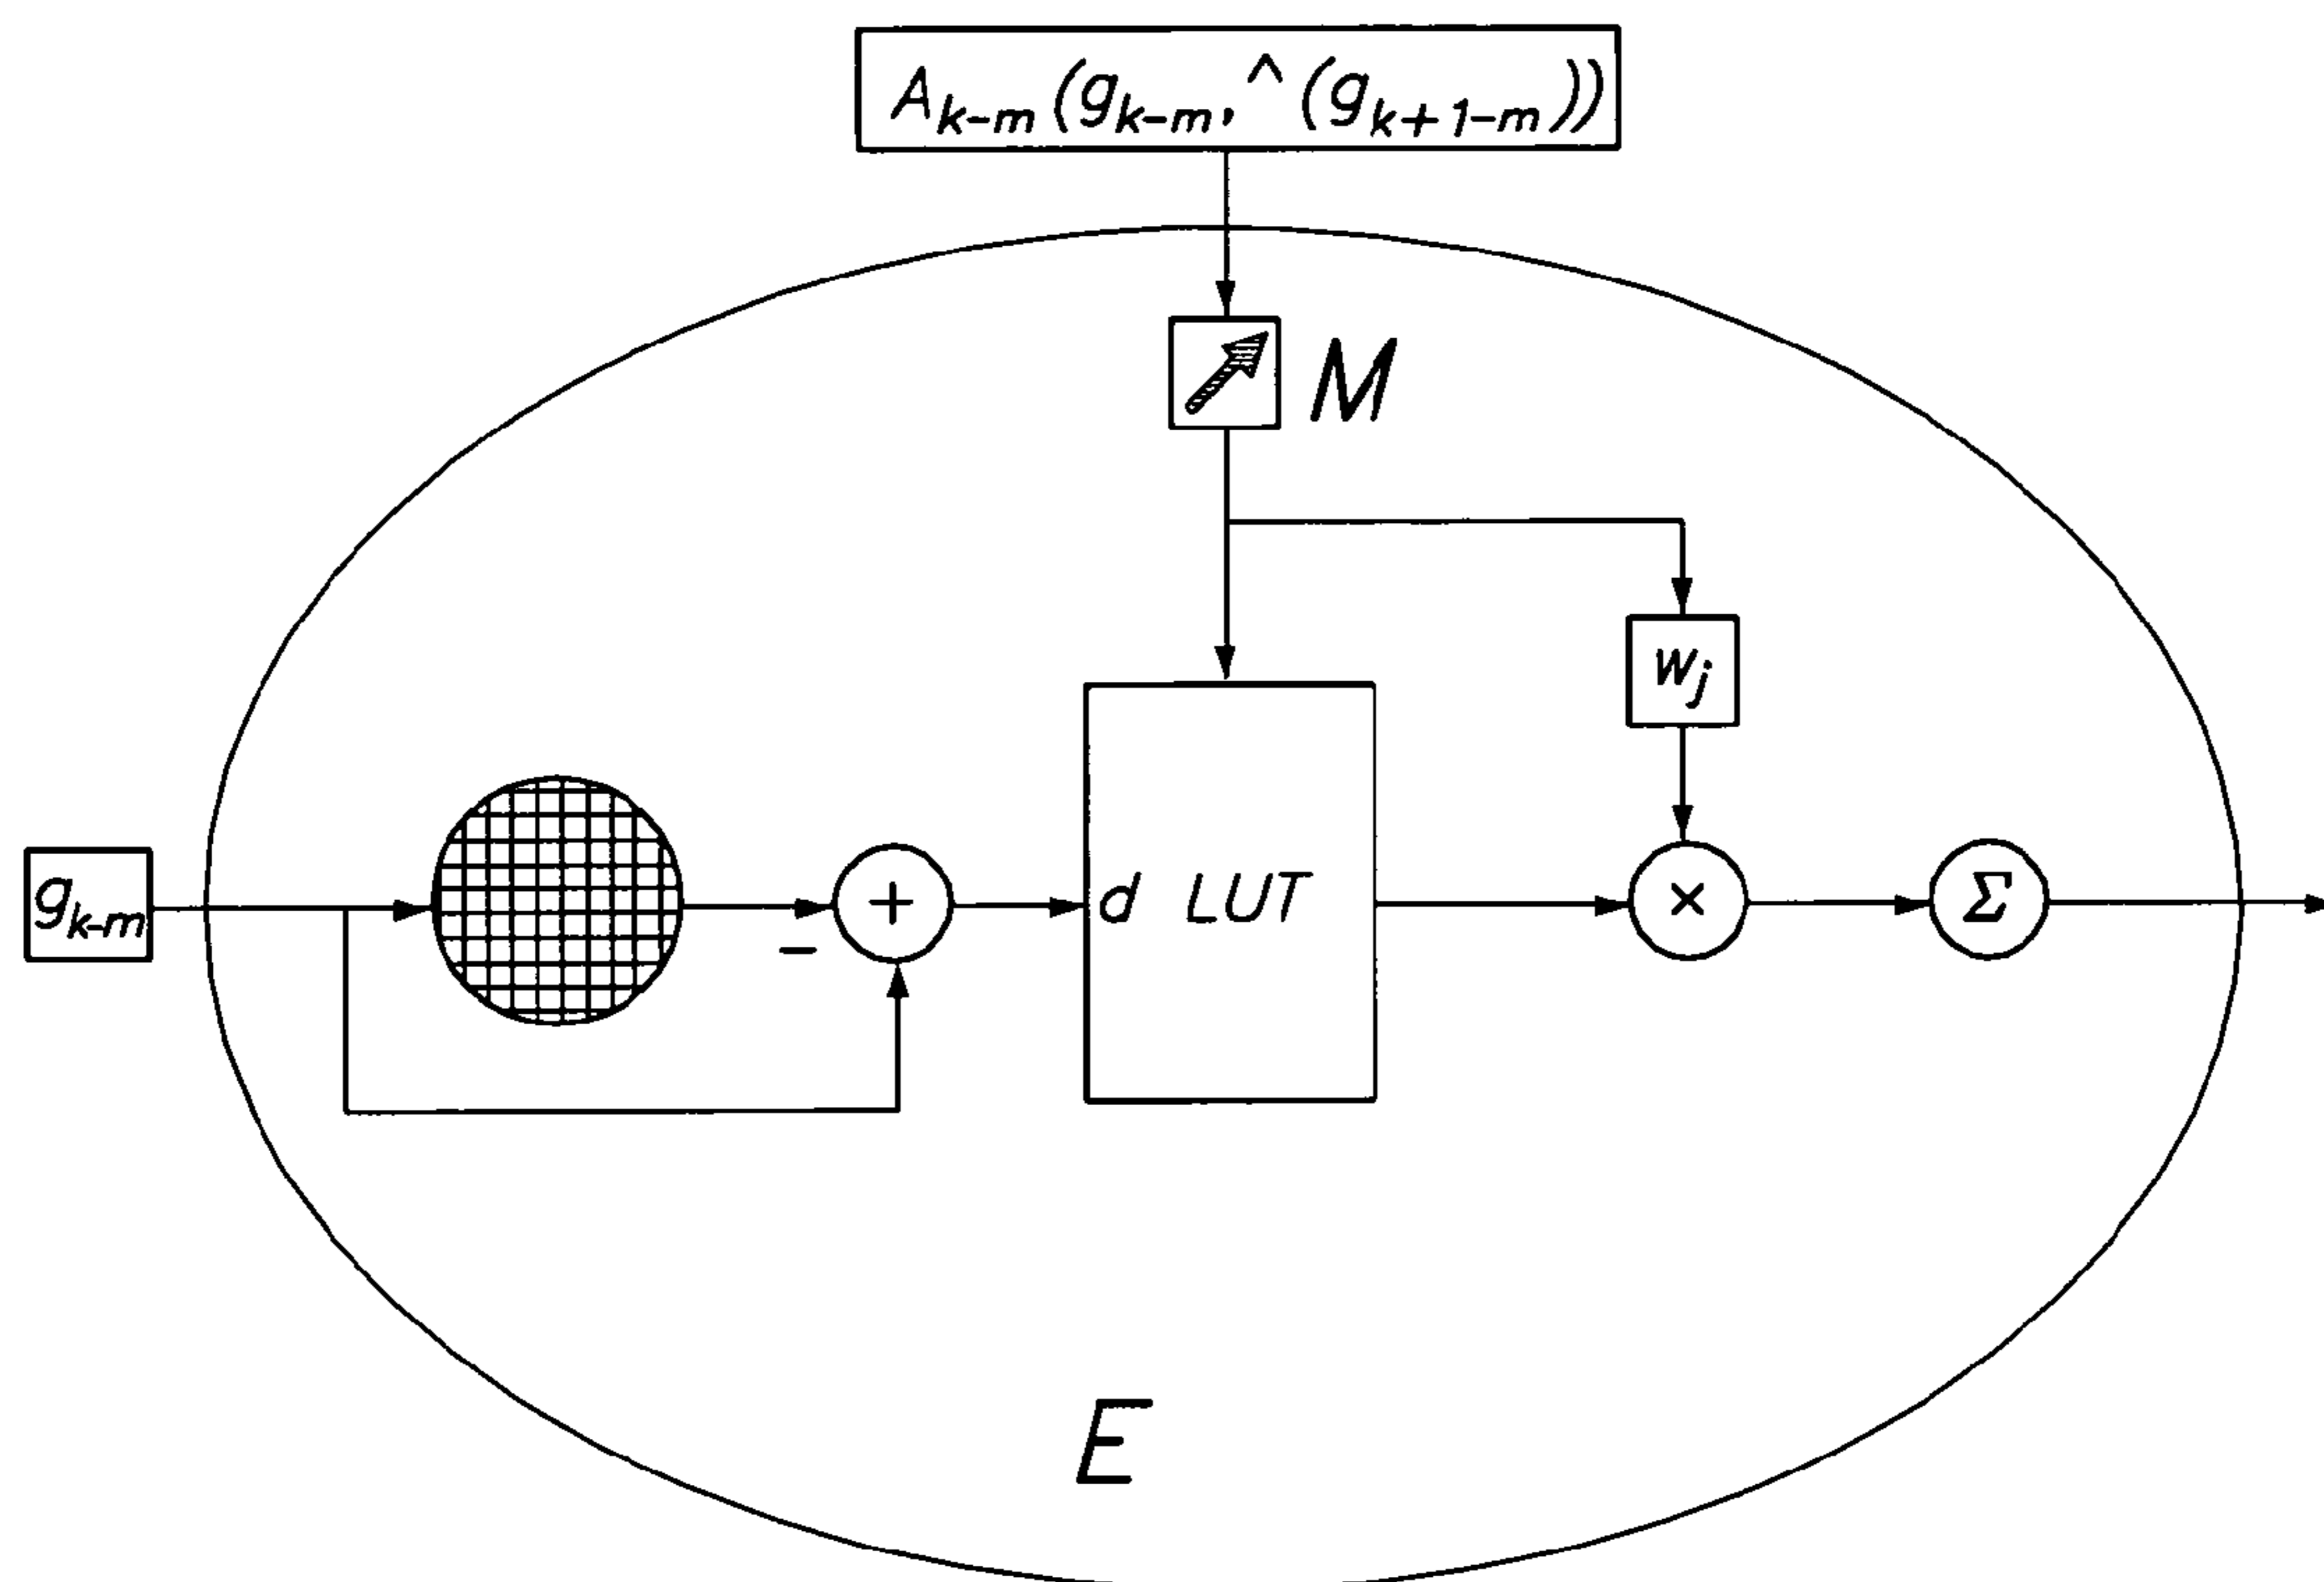 A_{k-m}(g_{k-m},^(g_{k+1-m}))
M
w_j
g_{k-m}
−
+
d LUT
×
Σ
E